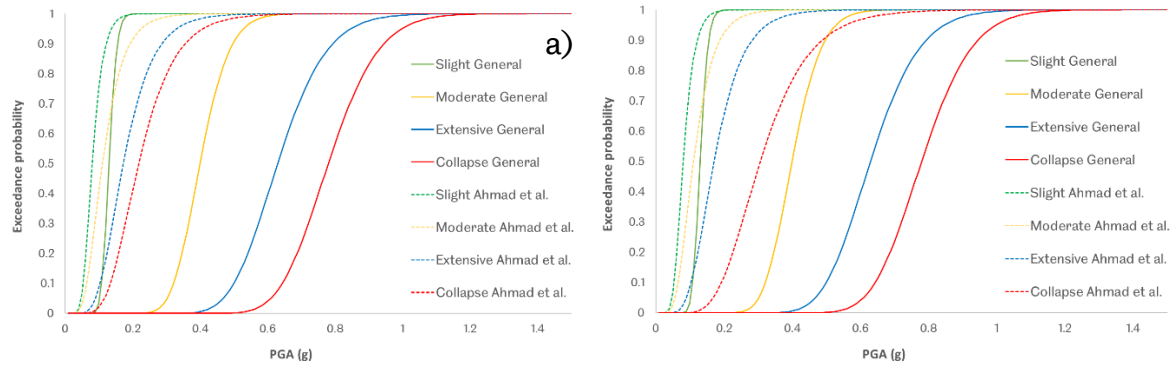 1
0.9
0.8
0.7
0.6
0.5
0.4
0.3
0.2
0.1
0
Exceedance probability
0
0.2
0.4
0.6
0.8
1
1.2
1.4
PGA (g)
a)
Slight General
Moderate General
Extensive General
Collapse General
Slight Ahmad et al.
Moderate Ahmad et al.
Extensive Ahmad et al.
Collapse Ahmad et al.
1
0.9
0.8
0.7
0.6
0.5
0.4
0.3
0.2
0.1
0
Exceedance probability
0
0.2
0.4
0.6
0.8
1
1.2
1.4
PGA (g)
Slight General
Moderate General
Extensive General
Collapse General
Slight Ahmad et al.
Moderate Ahmad et al.
Extensive Ahmad et al.
Collapse Ahmad et al.